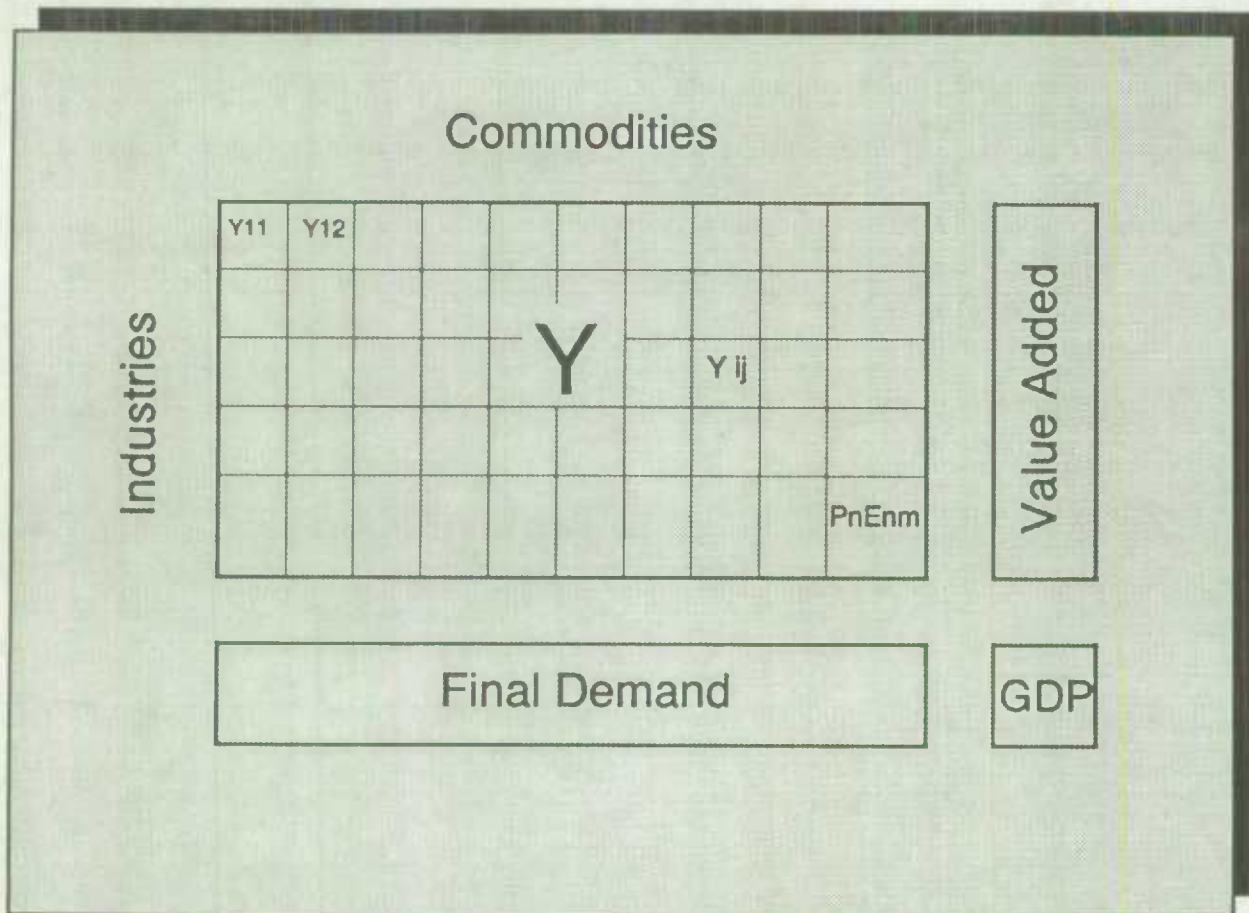 Commodities
Industries
Y11 Y12
Y
Y ij
PnEnm
Value Added
Final Demand
GDP